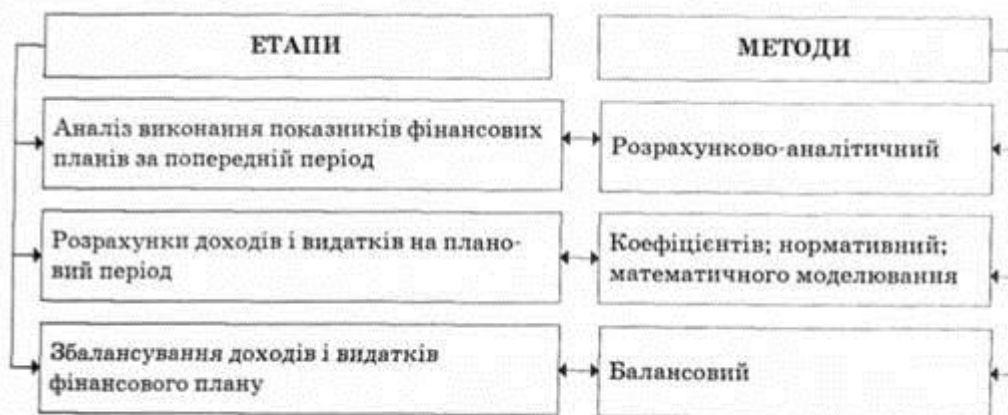 ЕТАПИ
МЕТОДИ
Аналіз виконання показників фінансових
планів за попередній період
Розрахунково-аналітичний
Розрахунки доходів і видатків на плано-
вий період
Коефіцієнтів; нормативний;
математичного моделювання
Збалансування доходів і видатків
фінансового плану
Балансовий